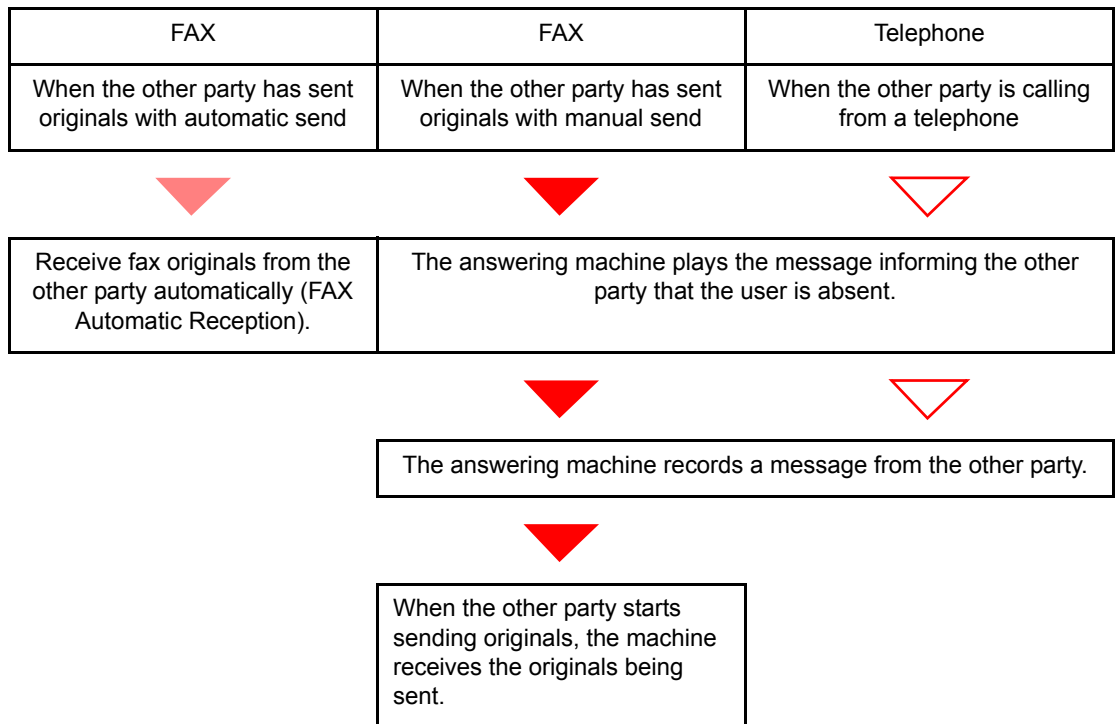 FAX
FAX
Telephone
When the other party has sent
originals with automatic send
When the other party has sent
originals with manual send
When the other party is calling
from a telephone
Receive fax originals from the
other party automatically (FAX
Automatic Reception).
The answering machine plays the message informing the other
party that the user is absent.
The answering machine records a message from the other party.
When the other party starts
sending originals, the machine
receives the originals being
sent.